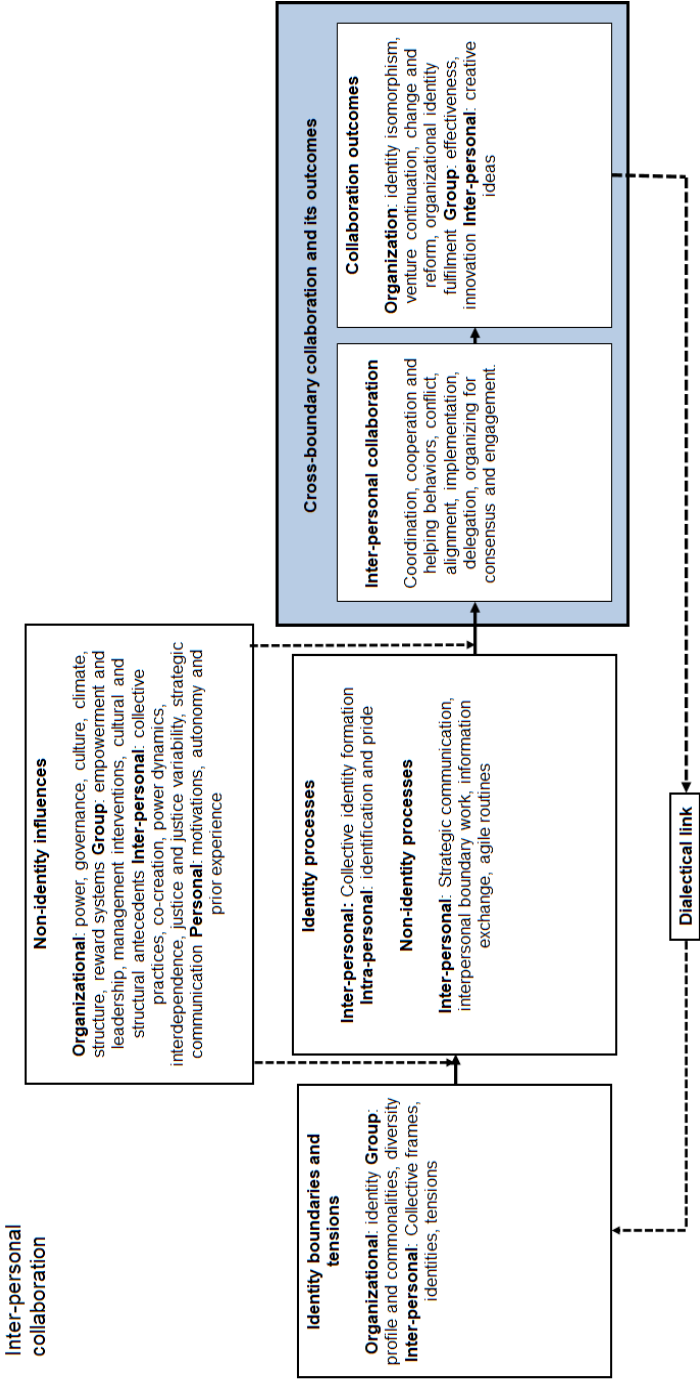 Inter-personal
collaboration
Non-identity influences
Organizational: power, governance, culture, climate,
structure, reward systems Group: empowerment and
leadership, management interventions, cultural and
structural antecedents Inter-personal: collective
practices, co-creation, power dynamics,
interdependence, justice and justice variability, strategic
communication Personal: motivations, autonomy and
prior experience
Identity boundaries and
tensions
Organizational: identity Group:
profile and commonalities, diversity
Inter-personal: Collective frames,
identities, tensions
Identity processes
Inter-personal: Collective identity formation
Intra-personal: identification and pride
Non-identity processes
Inter-personal: Strategic communication,
interpersonal boundary work, information
exchange, agile routines
Cross-boundary collaboration and its outcomes
Inter-personal collaboration
Coordination, cooperation and
helping behaviors, conflict,
alignment, implementation,
delegation, organizing for
consensus and engagement.
Collaboration outcomes
Organization: identity isomorphism,
venture continuation, change and
reform, organizational identity
fulfilment Group: effectiveness,
innovation Inter-personal: creative
ideas
Dialectical link